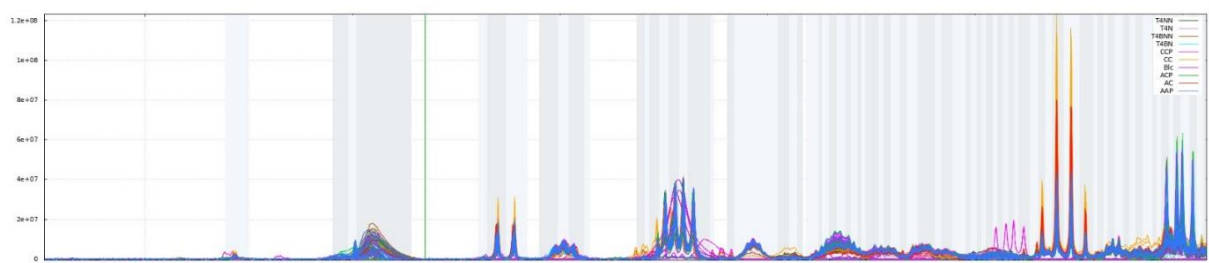 1.2e+08
1e+08
8e+07
6e+07
4e+07
2e+07
0
T4NN
T4N
T4BNN
T4BN
CCP
CC
Blc
ACP
AC
AAP